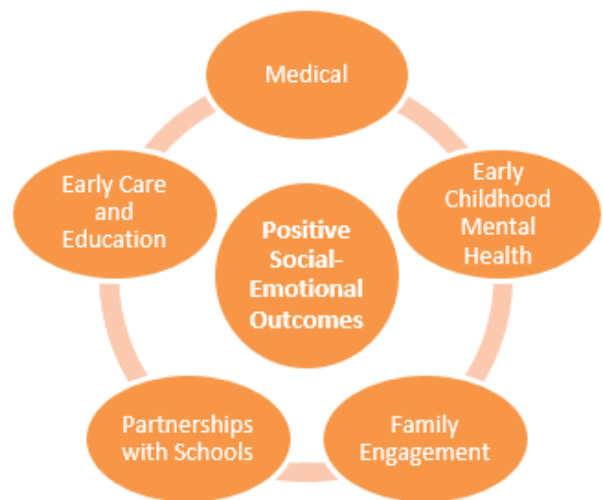 Medical
Early
Childhood
Mental
Health
Early Care
and
Education
Positive
Social-
Emotional
Outcomes
Partnerships
with Schools
Family
Engagement